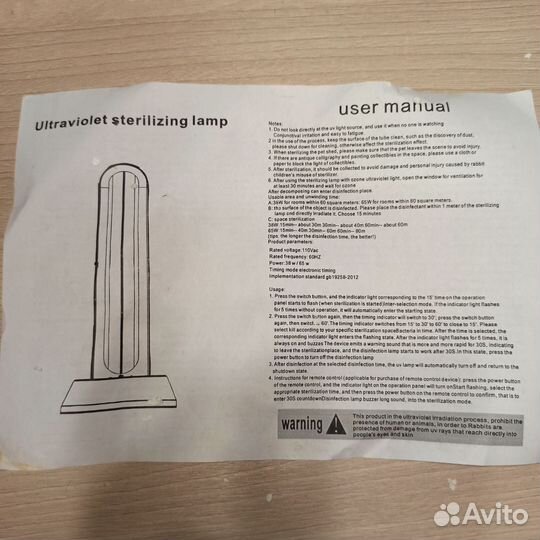 Ultraviolet sterilizing lamp
user manual
Notes:
1. Do not look directly at the uv light source, and use it when no one is watching
Conjunctival irritation and easy to fatigue.
2 in the use of the process, keep the surface of the tube clean, such as the discovery of dust,
please shut down for cleaning, otherwise affect the sterilization effect.
3. When sterilizing the pet shed, please make sure that the pet leaves the scene to avoid injury.
4. If there are antique calligraphy and painting collectibles in the space, please use a cloth or
paper to block the light of collectibles.
5. After sterilization, it should be collected to avoid damage and personal injury caused by rabbit
children's misuse of sterilizer.
6. After using the sterilizing lamp with ozone ultraviolet light, open the window for ventilation for
at least 30 minutes and wait for ozone
After decomposing can enter disinfection place.
Usable area and unwinding time:
A:36W for rooms within 60 square meters: 65W for rooms within 80 square meters.
B: the surface of the object is disinfected. Please place the disinfectant within 1 meter of the sterilizing
lamp and directly irradiate it. Choose 15 minutes
C: space sterilization
38W:15min-- about 30m 30min-- about 40m 60min-- about 60m
65W:15min-- 40m 30min-- 60m 60min-- 80m
(tips: the longer the disinfection time, the better!)
Product parameters:
Rated voltage:110Vac
Rated frequency: 60HZ
Power:38w / 65 w
Timing mode electronic timing
Implementation standard gb19258-2012
Usage:
1. Press the switch button, and the indicator light corresponding to the 15' time on the operation
panel starts to flash (when sterilization is started)inter-selection mode. If the indicator light flashes
for 5 times without operation, it will automatically enter the starting state.
2. Press the switch button again, then the timing indicator will switch to 30'; press the switch button
again, then switch .. 60'. The timing indicator switches from 15' to 30' to 60' to close to 15'. Please
select kill according to your specific sterilization spaceBacteria in time. After the time is selected, the
corresponding indicator light enters the flashing state. After the indicator light flashes for 5 times, it is
always on and buzzes The device emits a warning sound that is more and more rapid for 30S, indicating
to leave the sterilizationplace, and the disinfection lamp starts to work after 30S.In this state, press the
power button to turn off the disinfection lamp
3. After disinfection at the selected disinfection time, the uv lamp will automatically turn off and return to the
shutdown state.
4. Instructions for remote control (applicable for purchase of remote control device): press the power button
of the remote control, and the indicator light on the operation panel will turn onStart flashing, select the
appropriate sterilization time, and then press the power button on the remote control to confirm, that is to
enter 30S countdownDisinfection lamp buzzer long sound, into the sterilization mode.
warning
This product in the ultraviolet Irradiation process, prohibit the
presence of human or animals, in order to Rabbits are
protected from damage from uv rays that reach directly into
people's eyes and skin.
Avito